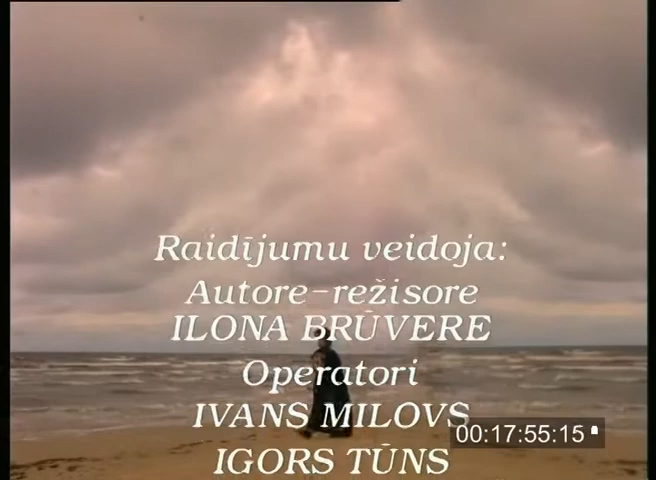 Raidījumu veidoja:
Autore-režisore
ILONA BRŪVERE
Operatori
IVANS MILOVS
IGORS TŪNS
00:17:55:15